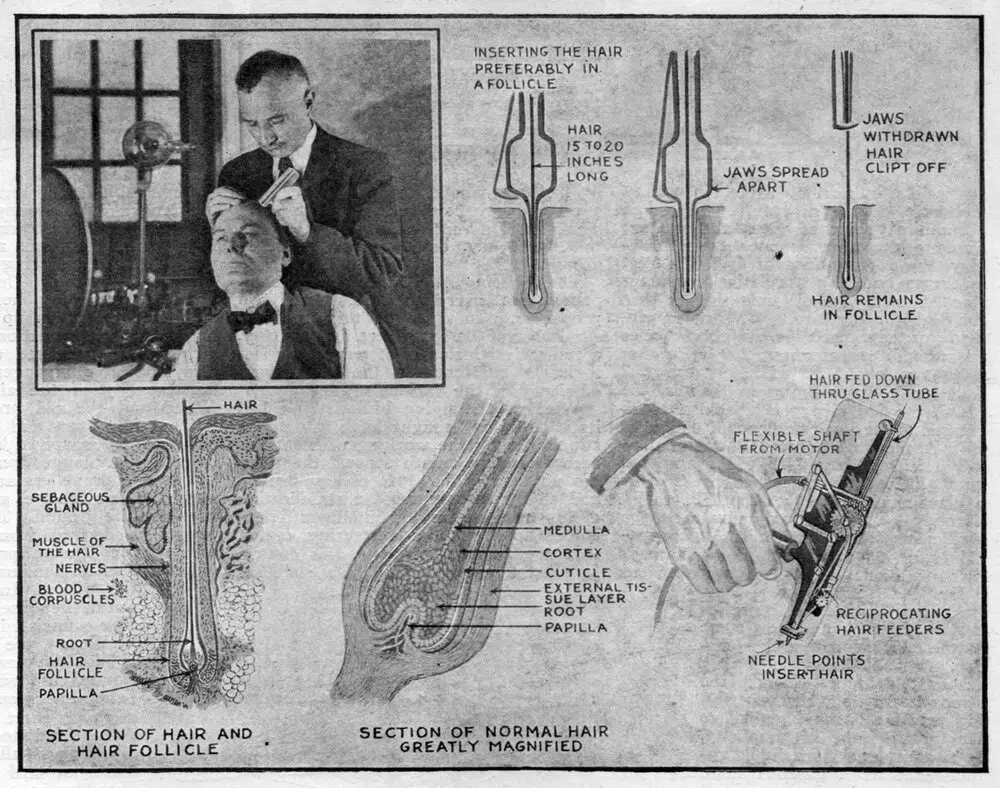 INSERTING THE HAIR
PREFERABLY IN
A FOLLICLE
HAIR
15 TO 20
INCHES
LONG
JAWS SPREAD
APART
JAWS
WITHDRAWN
HAIR
CLIPT OFF
HAIR REMAINS
IN FOLLICLE
HAIR
SEBACEOUS
GLAND
MUSCLE OF
THE HAIR
NERVES
BLOOD
CORPUSCLES
ROOT
HAIR
FOLLICLE
PAPILLA
SECTION OF HAIR AND
HAIR FOLLICLE
MEDULLA
CORTEX
CUTICLE
EXTERNAL TIS-
SUE LAYER
ROOT
PAPILLA
SECTION OF NORMAL HAIR
GREATLY MAGNIFIED
HAIR FED DOWN
THRU GLASS TUBE
FLEXIBLE SHAFT
FROM MOTOR
RECIPROCATING
HAIR FEEDERS
NEEDLE POINTS
INSERT HAIR